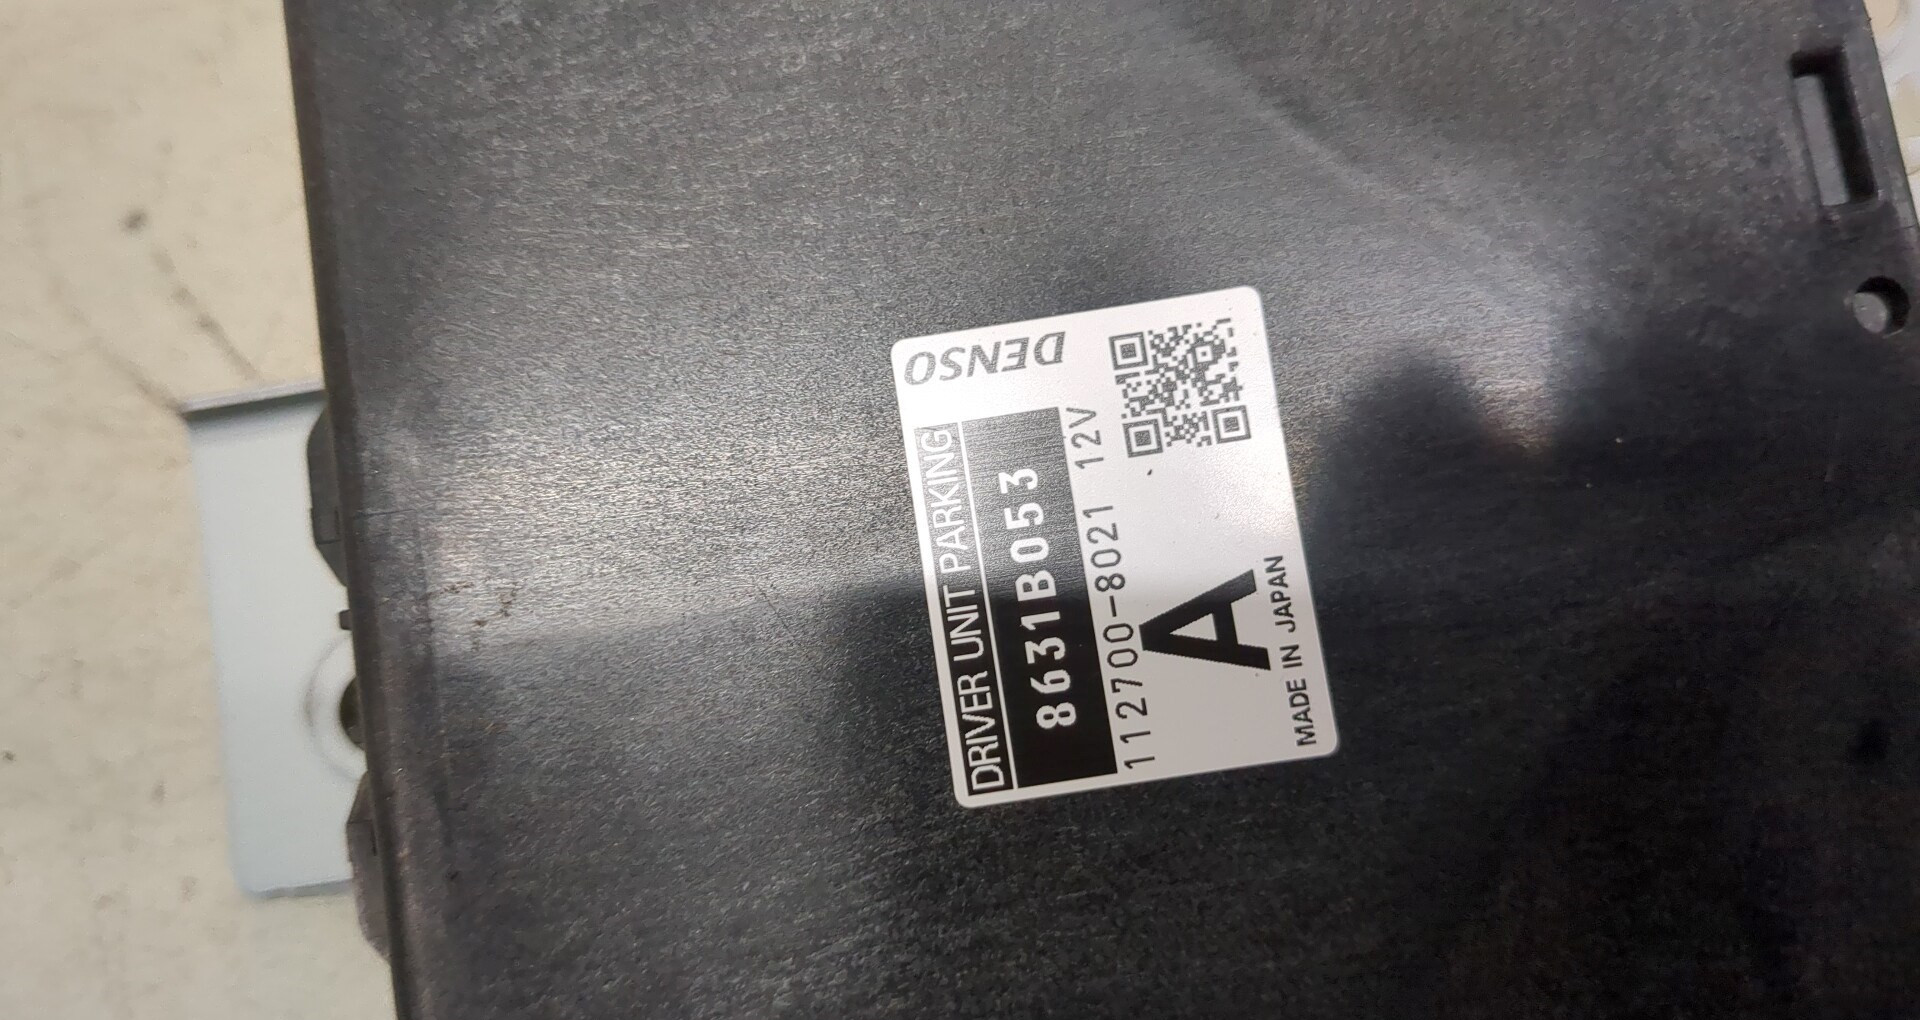 DENSO
DRIVER UNIT PARKING
8631B053
112700-8021 12V
A
MADE IN JAPAN